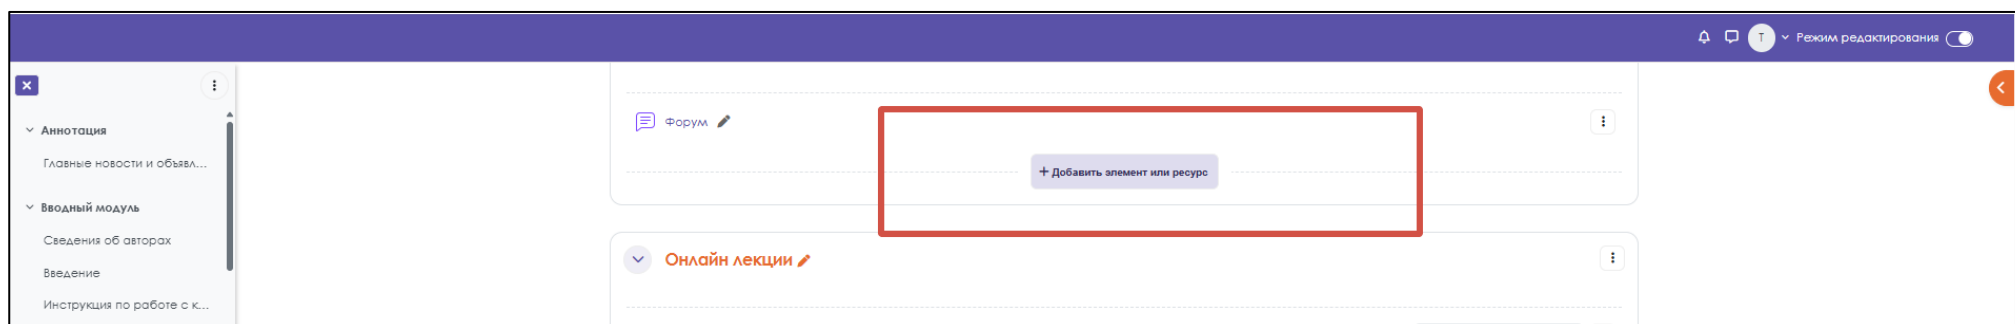 Т Режим редактирования
Аннотация
Главные новости и объявл...
Вводный модуль
Сведения об авторах
Введение
Инструкция по работе с к...
Форум
+ Добавить элемент или ресурс
Онлайн лекции